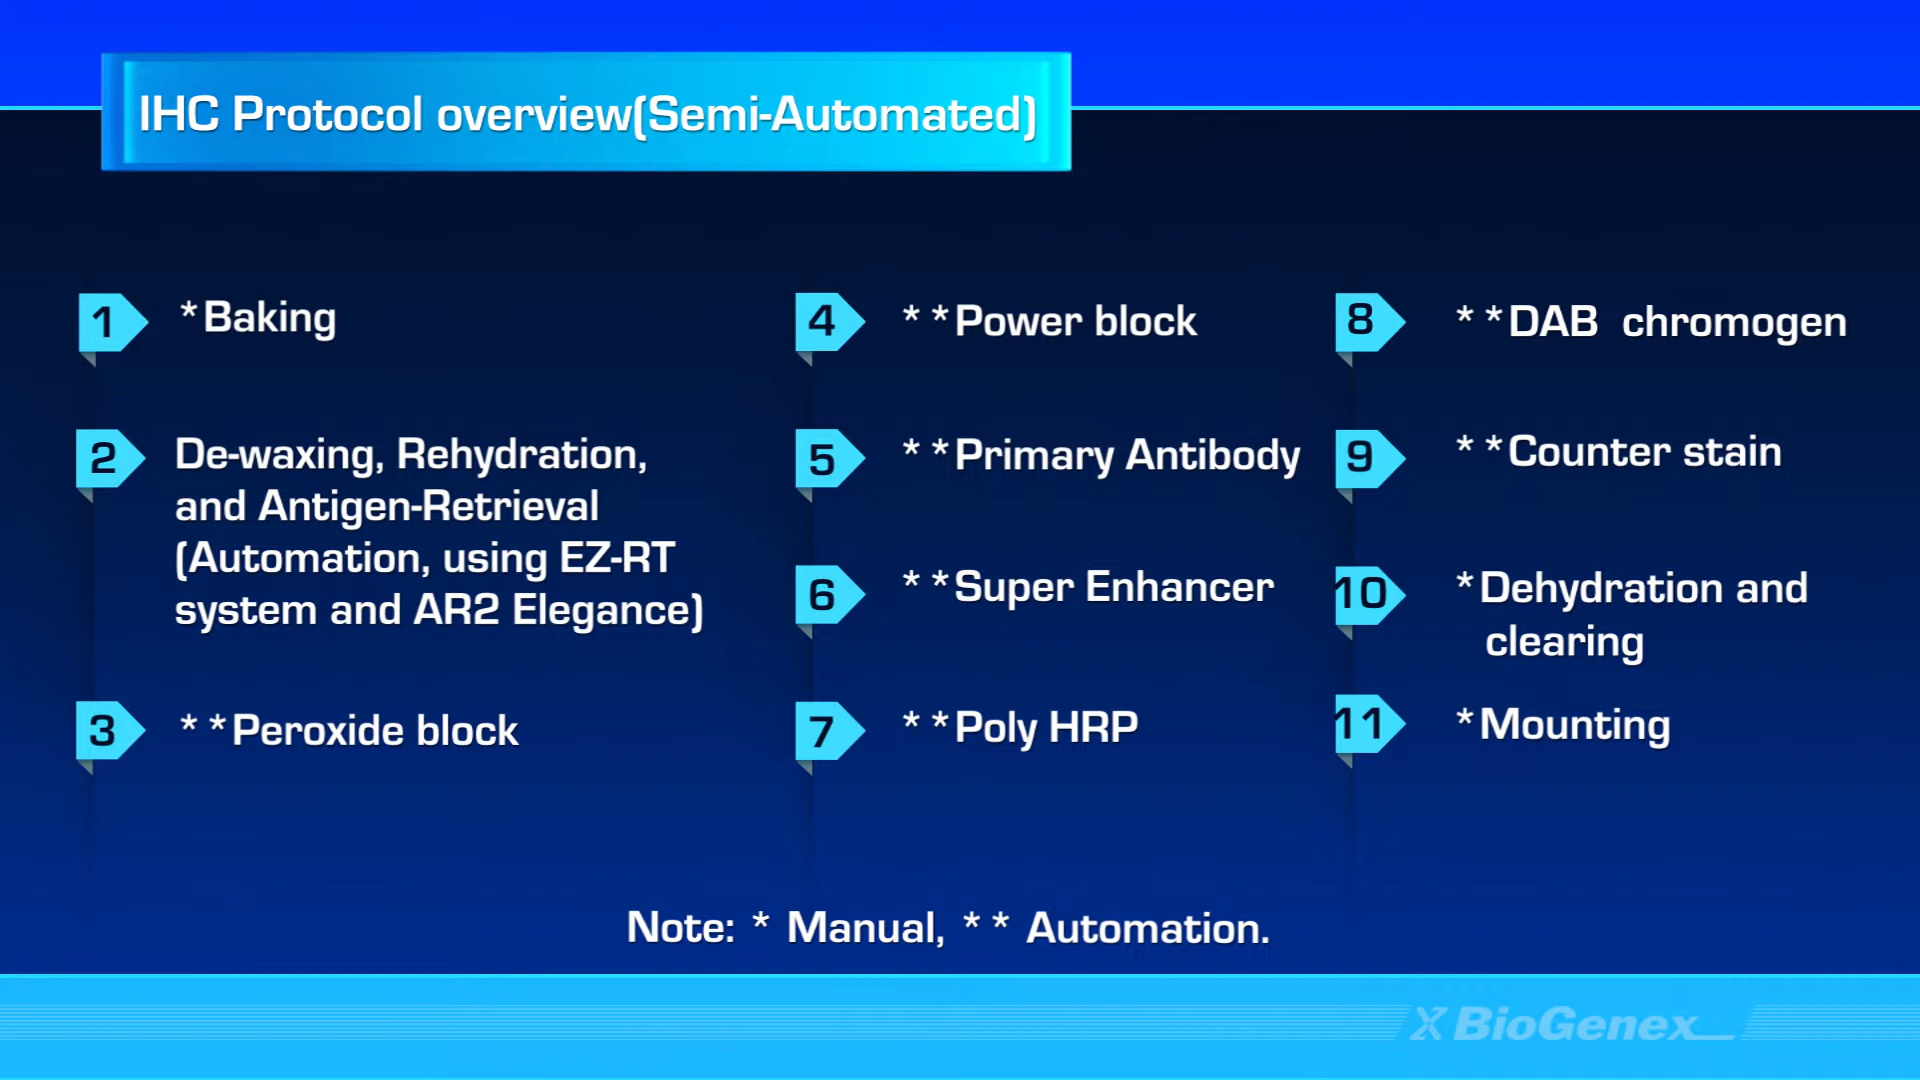 IHC Protocol overview(Semi-Automated)
1 *Baking
2 De-waxing, Rehydration,
and Antigen-Retrieval
(Automation, using EZ-RT
system and AR2 Elegance)
3 **Peroxide block
4 **Power block
5 **Primary Antibody
6 **Super Enhancer
7 **Poly HRP
8 **DAB chromogen
9 **Counter stain
10 *Dehydration and
clearing
11 *Mounting
Note: * Manual, ** Automation.
BioGenex